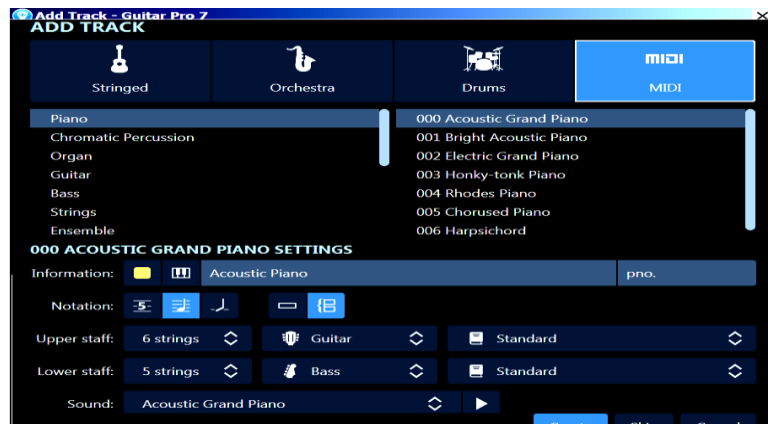 Add Track - Guitar Pro 7
ADD TRACK
Stringed Orchestra Drums MIDI MIDI
Piano 000 Acoustic Grand Piano
Chromatic Percussion 001 Bright Acoustic Piano
Organ 002 Electric Grand Piano
Guitar 003 Honky-tonk Piano
Bass 004 Rhodes Piano
Strings 005 Chorused Piano
Ensemble 006 Harpsichord
000 ACOUSTIC GRAND PIANO SETTINGS
Information: Acoustic Piano pno.
Notation: 5
Upper staff: 6 strings Guitar Standard
Lower staff: 5 strings Bass Standard
Sound: Acoustic Grand Piano